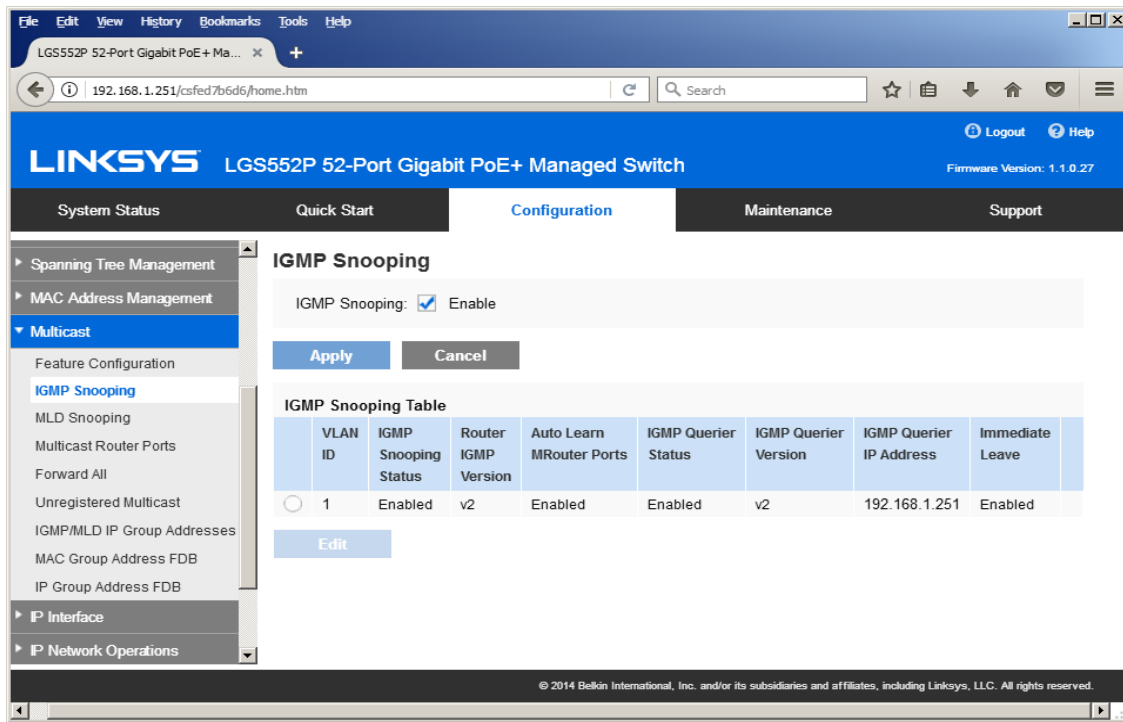 File Edit View History Bookmarks Tools Help
LGS552P 52-Port Gigabit PoE+ Ma...
192.168.1.251/csfed7b6d6/home.htm
Search
Logout Help
LINKSYS LGS552P 52-Port Gigabit PoE+ Managed Switch
Firmware Version: 1.1.0.27
System Status Quick Start Configuration Maintenance Support
Spanning Tree Management
MAC Address Management
Multicast
Feature Configuration
IGMP Snooping
MLD Snooping
Multicast Router Ports
Forward All
Unregistered Multicast
IGMP/MLD IP Group Addresses
MAC Group Address FDB
IP Group Address FDB
IP Interface
IP Network Operations
IGMP Snooping
IGMP Snooping: Enable
Apply Cancel
IGMP Snooping Table
VLAN IGMP Router Auto Learn IGMP Querier IGMP Querier IGMP Querier Immediate
ID Snooping IGMP MRouter Ports Status Version IP Address Leave
Status Version
1 Enabled v2 Enabled Enabled v2 192.168.1.251 Enabled
Edit
© 2014 Belkin International, Inc. and/or its subsidiaries and affiliates, including Linksys, LLC. All rights reserved.